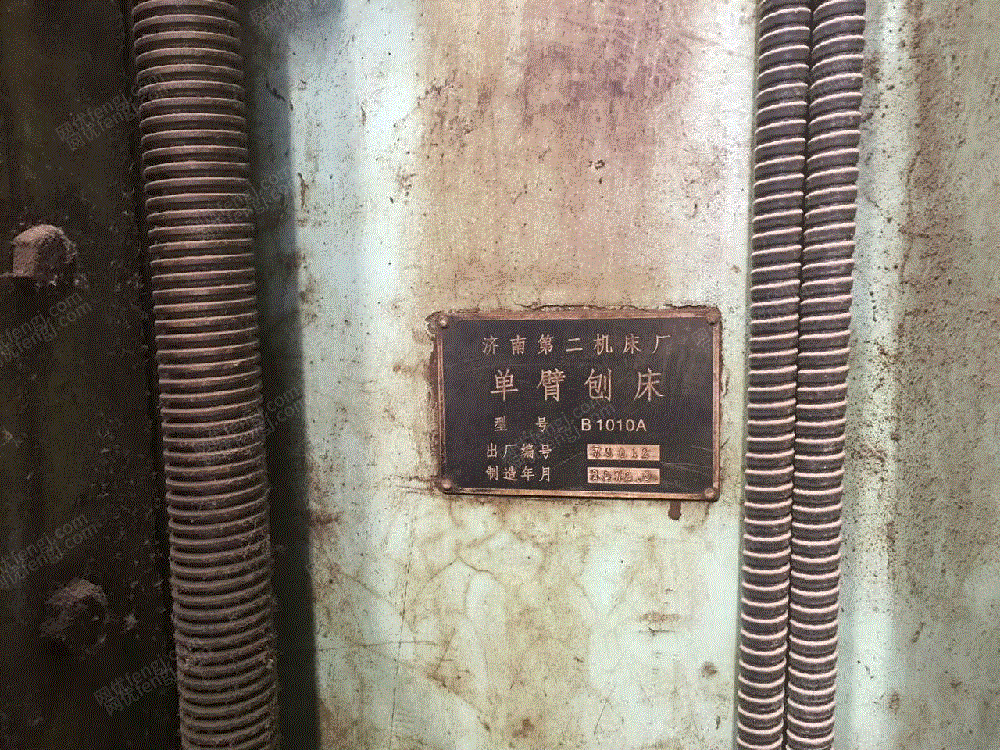 济南第二机床厂
单臂刨床
型号 B1010A
出厂编号
制造年月